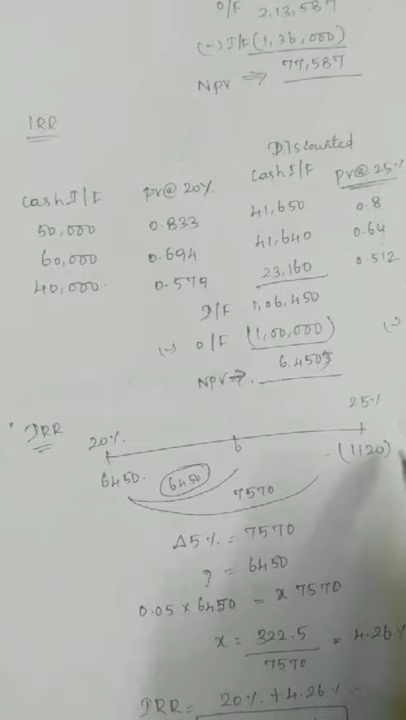 O/F 2,13,587
(-) I/F (1,36,000)
77,587
NPV ⇒
IRR
Discounted
Cash I/F PV@ 20% Cash I/F PV@ 25%
50,000 0.833 41,650 0.8
60,000 0.694 41,640 0.64
40,000 0.579 23,160 0.512
I/F 1,06,450
(-) O/F (1,00,000) (-)
NPV ⇒ 6,450
IRR 20% 0 25%
6450 6450 7570 (1120)
Δ5% = 7570
? = 6450
0.05 × 6450 = x 7570
x = 322.5 / 7570 = 4.26%
IRR = 20% + 4.26%